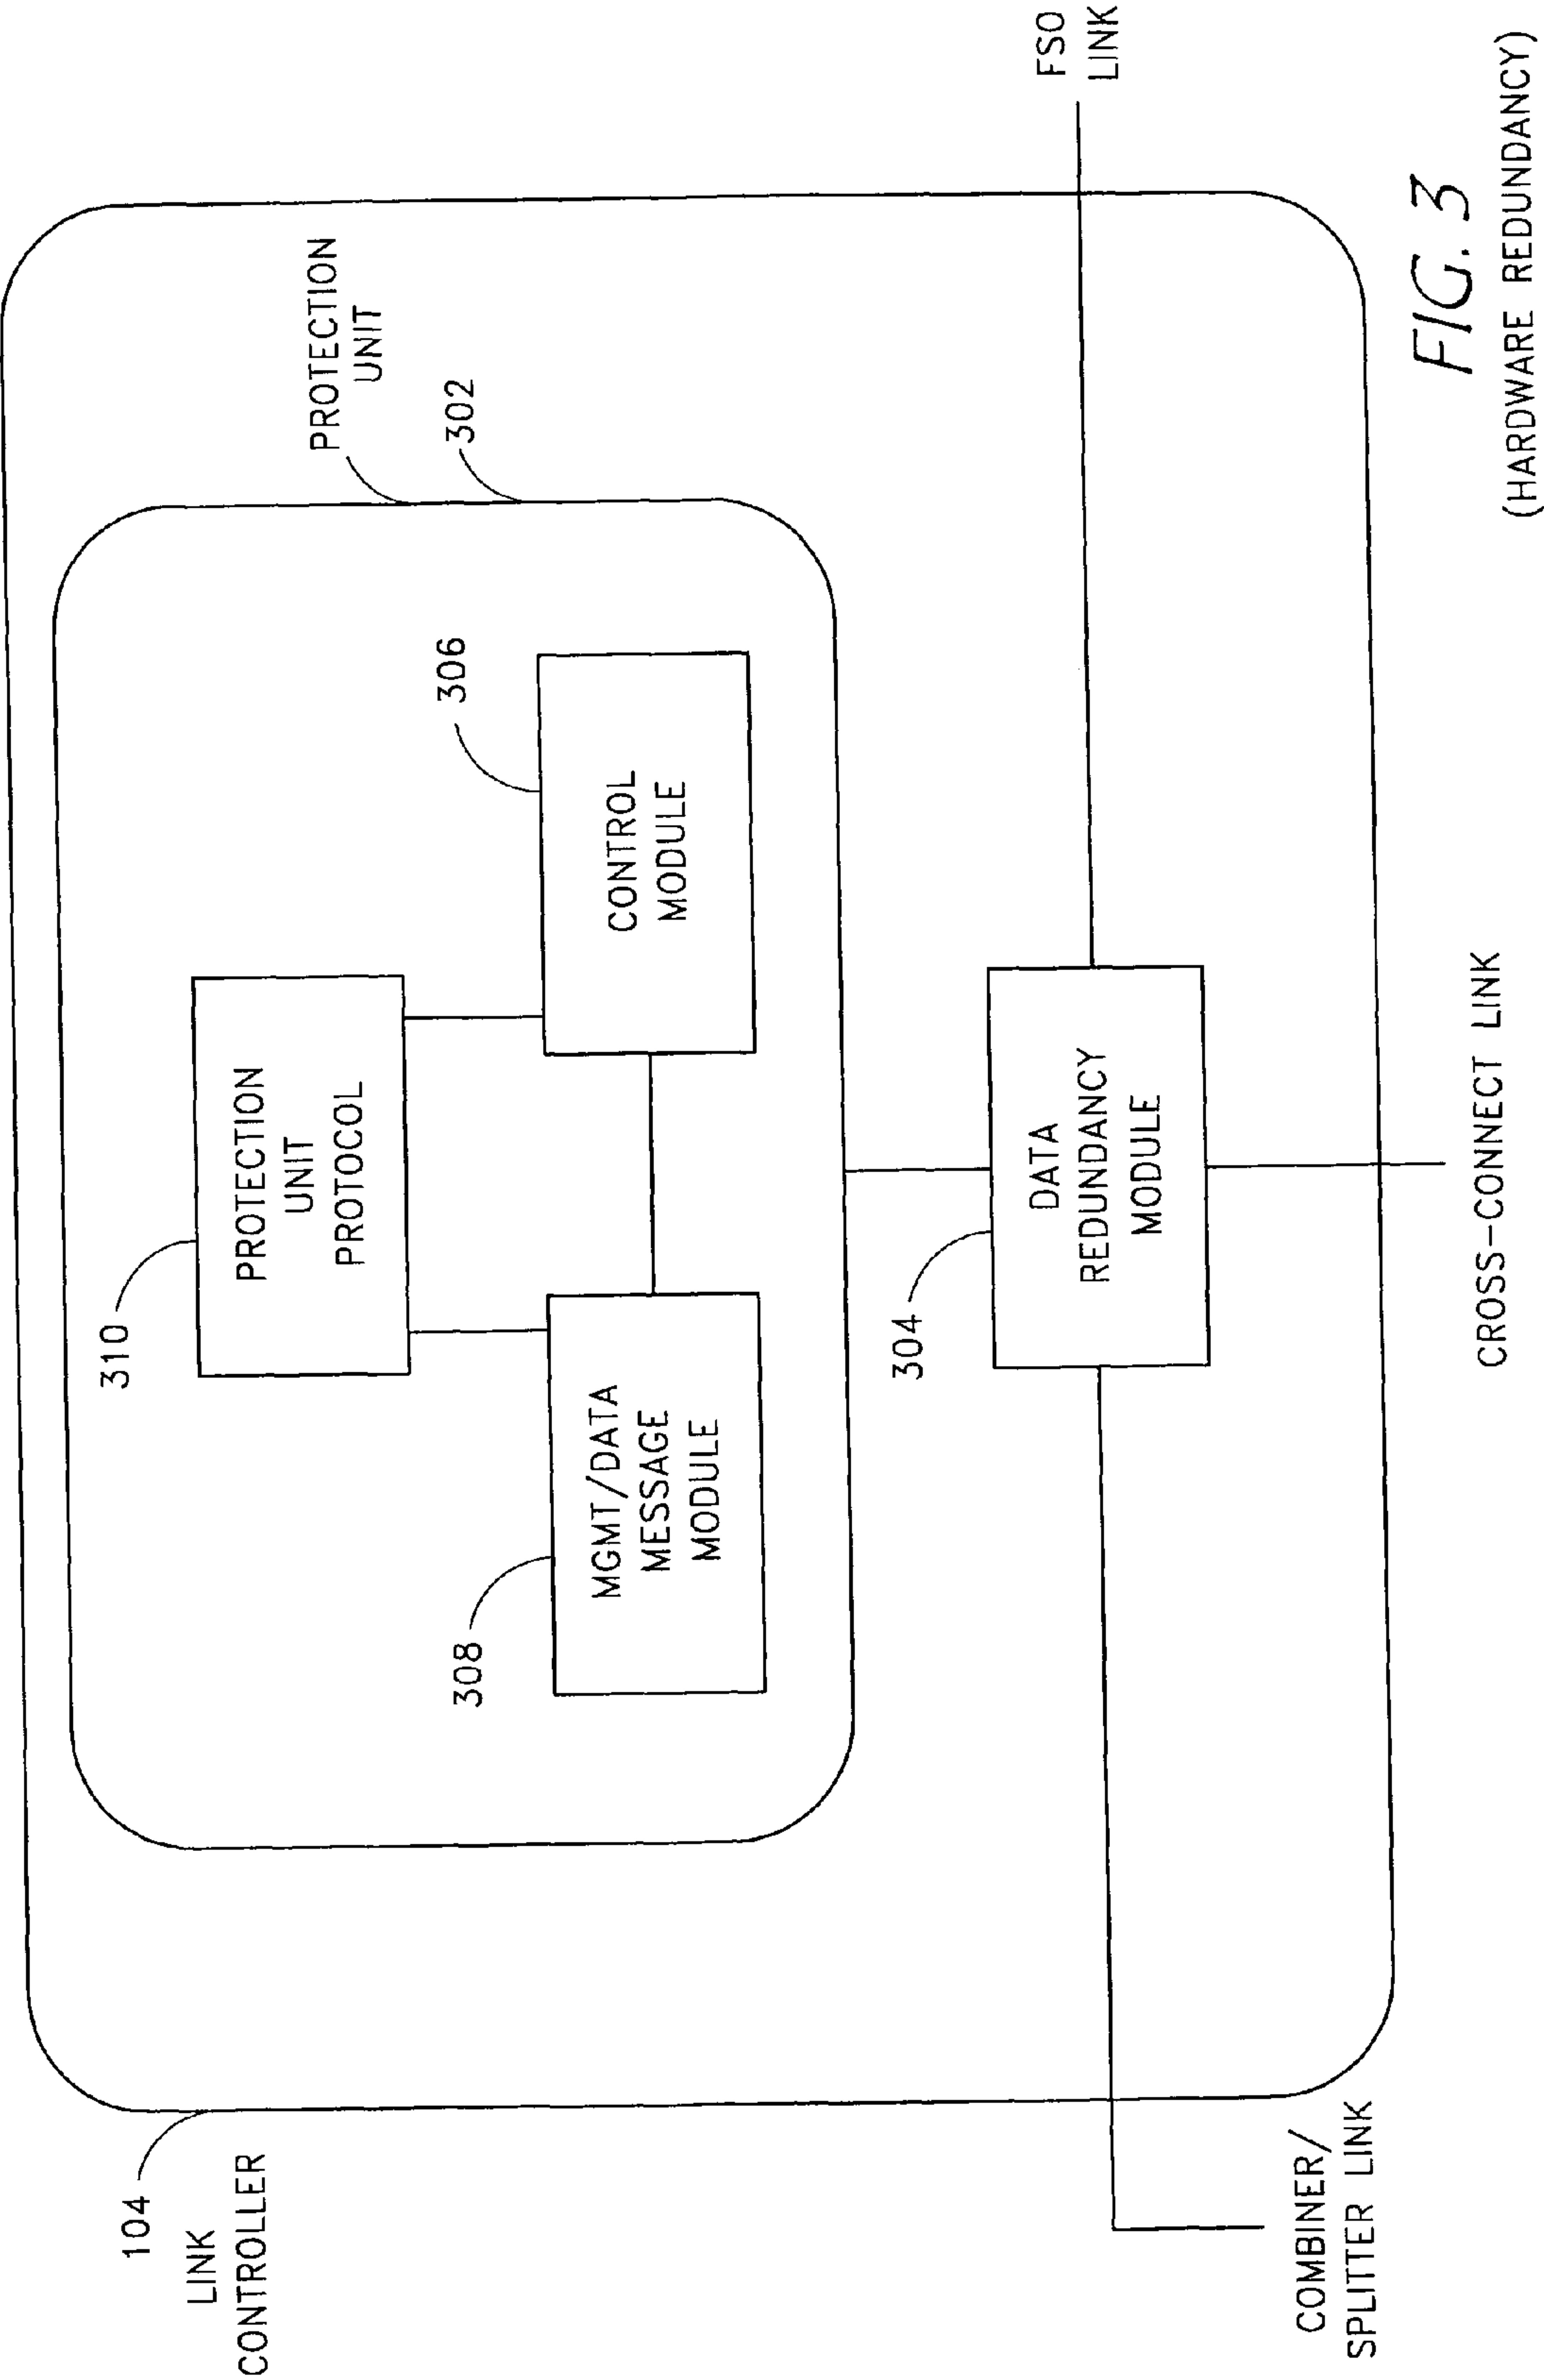 104
LINK
CONTROLLER
310
PROTECTION
UNIT
PROTOCOL
PROTECTION
UNIT
302
308
MGMT/DATA
MESSAGE
MODULE
306
CONTROL
MODULE
304
DATA
REDUNDANCY
MODULE
FSO
LINK
COMBINER/
SPLITTER LINK
CROSS-CONNECT LINK
FIG. 3
(HARDWARE REDUNDANCY)